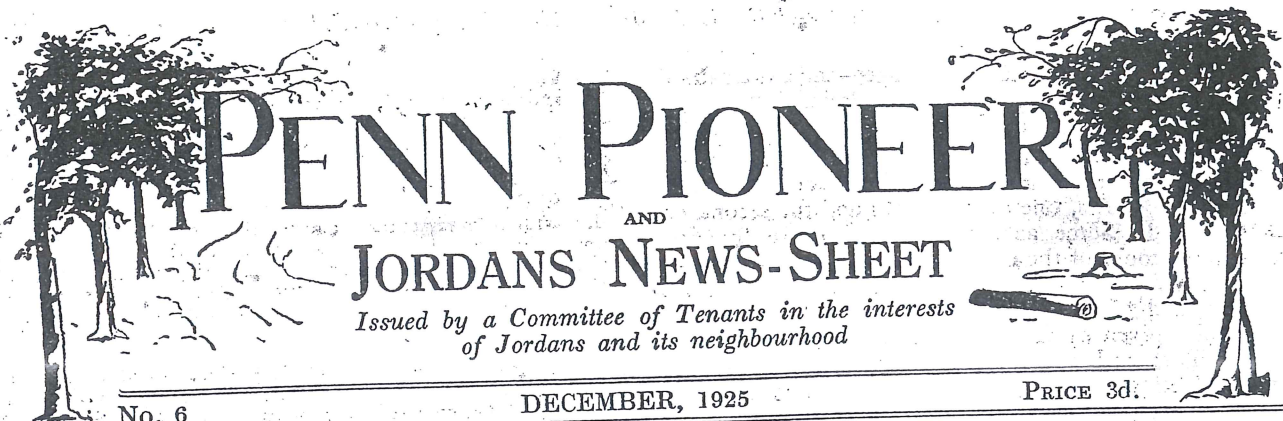 PENN PIONEER
AND
JORDANS NEWS-SHEET
Issued by a Committee of Tenants in the interests
of Jordans and its neighbourhood
No. 6 DECEMBER, 1925 PRICE 3d.